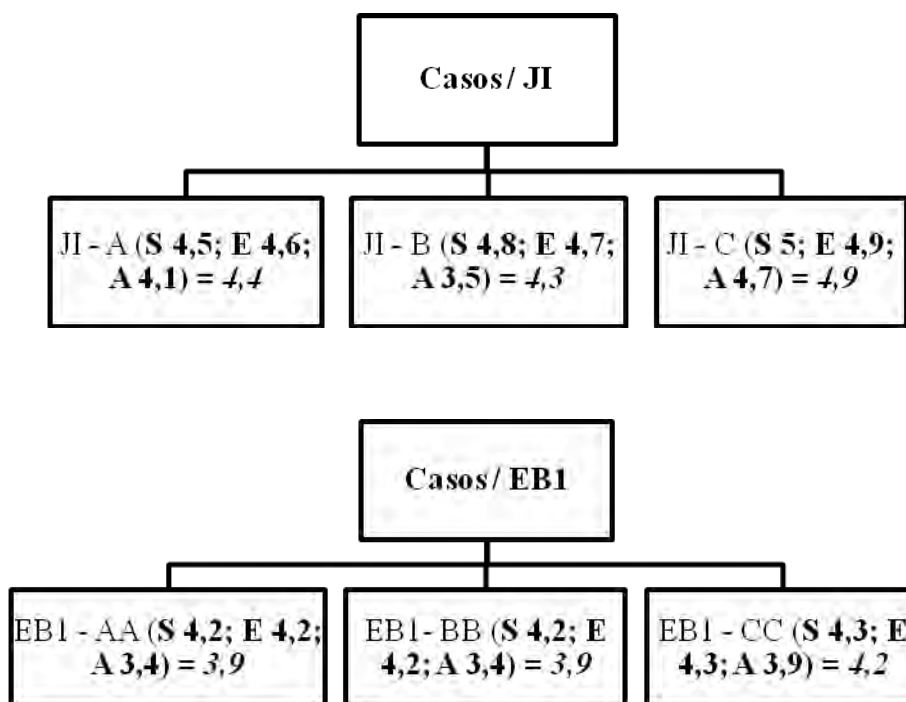 Casos / JI
JI - A (S 4,5; E 4,6;
A 4,1) = 4,4
JI - B (S 4,8; E 4,7;
A 3,5) = 4,3
JI - C (S 5; E 4,9;
A 4,7) = 4,9
Casos / EB1
EB1 - AA (S 4,2; E 4,2;
A 3,4) = 3,9
EB1- BB (S 4,2; E
4,2; A 3,4) = 3,9
EB1 - CC (S 4,3; E
4,3; A 3,9) = 4,2